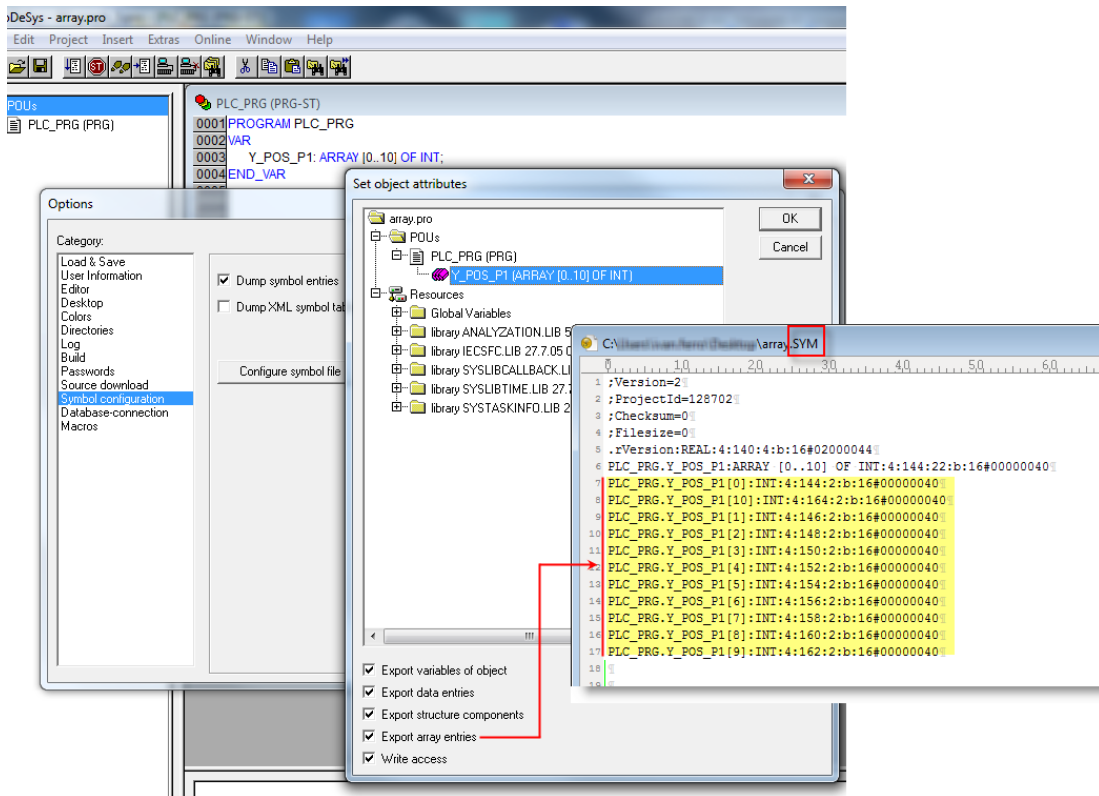 oDeSys - array.pro
Edit Project Insert Extras Online Window Help
POUs
PLC_PRG (PRG)
PLC_PRG (PRG-ST)
0001 PROGRAM PLC_PRG
0002 VAR
0003 Y_POS_P1: ARRAY [0..10] OF INT;
0004 END_VAR
Options
Category:
Load & Save
User Information
Editor
Desktop
Colors
Directories
Log
Build
Passwords
Source download
Symbol configuration
Database-connection
Macros
Dump symbol entries
Dump XML symbol tab
Configure symbol file
Set object attributes
array.pro
POUs
PLC_PRG (PRG)
Y_POS_P1 (ARRAY [0..10] OF INT)
Resources
Global Variables
library ANALYZATION.LIB 5
library IECSFC.LIB 27.7.05 0
library SYSLIBCALLBACK.LI
library SYSLIBTIME.LIB 27.7
library SYSTASKINFO.LIB 2
OK
Cancel
Export variables of object
Export data entries
Export structure components
Export array entries
Write access
C:\ \array.SYM
0 10 20 30 40 50 60
1 ;Version=2
2 ;ProjectId=128702
3 ;Checksum=0
4 ;Filesize=0
5 .rVersion:REAL:4:140:4:b:16#02000044
6 PLC_PRG.Y_POS_P1:ARRAY [0..10] OF INT:4:144:22:b:16#00000040
7 PLC_PRG.Y_POS_P1[0]:INT:4:144:2:b:16#00000040
8 PLC_PRG.Y_POS_P1[10]:INT:4:164:2:b:16#00000040
9 PLC_PRG.Y_POS_P1[1]:INT:4:146:2:b:16#00000040
10 PLC_PRG.Y_POS_P1[2]:INT:4:148:2:b:16#00000040
11 PLC_PRG.Y_POS_P1[3]:INT:4:150:2:b:16#00000040
12 PLC_PRG.Y_POS_P1[4]:INT:4:152:2:b:16#00000040
13 PLC_PRG.Y_POS_P1[5]:INT:4:154:2:b:16#00000040
14 PLC_PRG.Y_POS_P1[6]:INT:4:156:2:b:16#00000040
15 PLC_PRG.Y_POS_P1[7]:INT:4:158:2:b:16#00000040
16 PLC_PRG.Y_POS_P1[8]:INT:4:160:2:b:16#00000040
17 PLC_PRG.Y_POS_P1[9]:INT:4:162:2:b:16#00000040
18
19